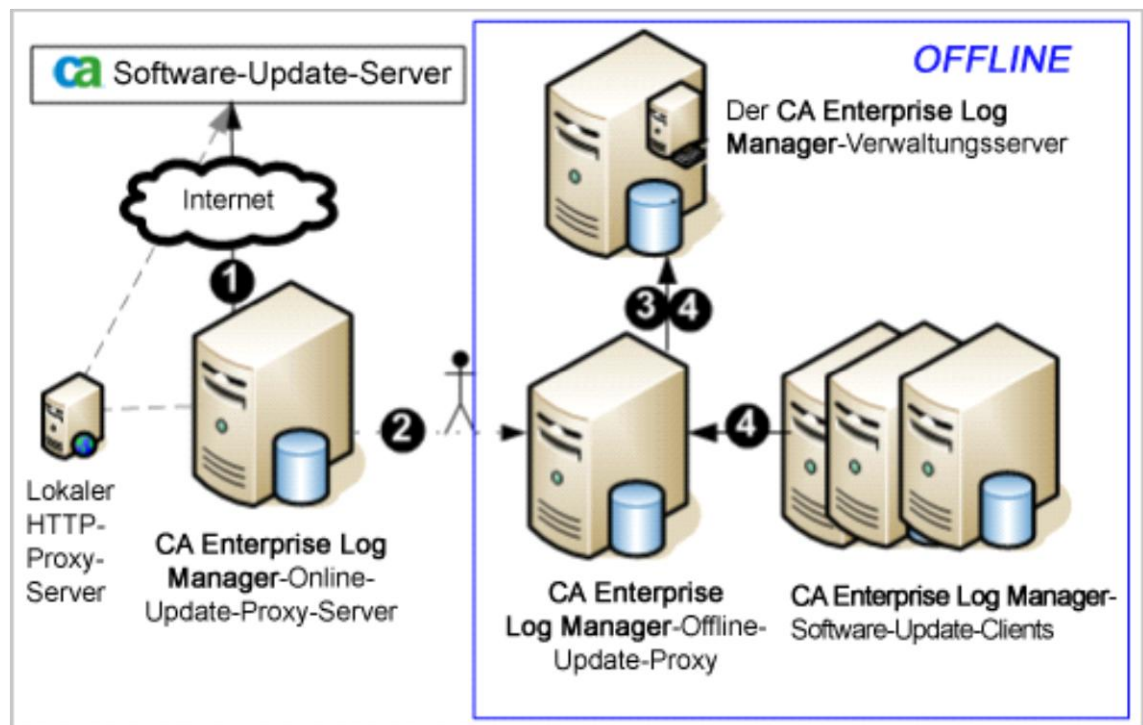 ca Software-Update-Server
OFFLINE
Der CA Enterprise Log
Manager-Verwaltungsserver
Internet
1
3 4
2
4
Lokaler
HTTP-
Proxy-
Server
CA Enterprise Log
Manager-Online-
Update-Proxy-Server
CA Enterprise
Log Manager-Offline-
Update-Proxy
CA Enterprise Log Manager-
Software-Update-Clients